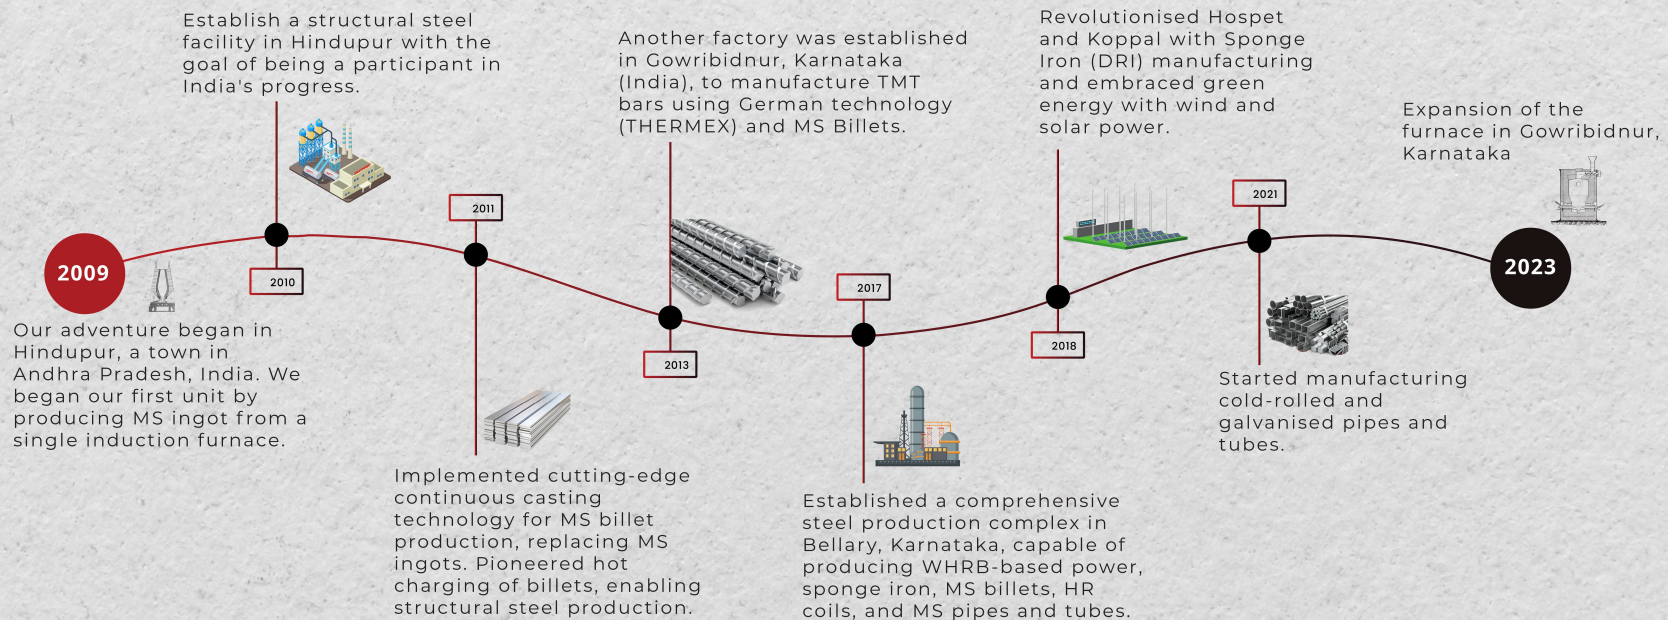 2009
Our adventure began in
Hindupur, a town in
Andhra Pradesh, India. We
began our first unit by
producing MS ingot from a
single induction furnace.
Establish a structural steel
facility in Hindupur with the
goal of being a participant in
India's progress.
2010
2011
Implemented cutting-edge
continuous casting
technology for MS billet
production, replacing MS
ingots. Pioneered hot
charging of billets, enabling
structural steel production.
Another factory was established
in Gowribidnur, Karnataka
(India), to manufacture TMT
bars using German technology
(THERMEX) and MS Billets.
2013
2017
Established a comprehensive
steel production complex in
Bellary, Karnataka, capable of
producing WHRB-based power,
sponge iron, MS billets, HR
coils, and MS pipes and tubes.
Revolutionised Hospet
and Koppal with Sponge
Iron (DRI) manufacturing
and embraced green
energy with wind and
solar power.
2018
2021
Started manufacturing
cold-rolled and
galvanised pipes and
tubes.
Expansion of the
furnace in Gowribidnur,
Karnataka
2023